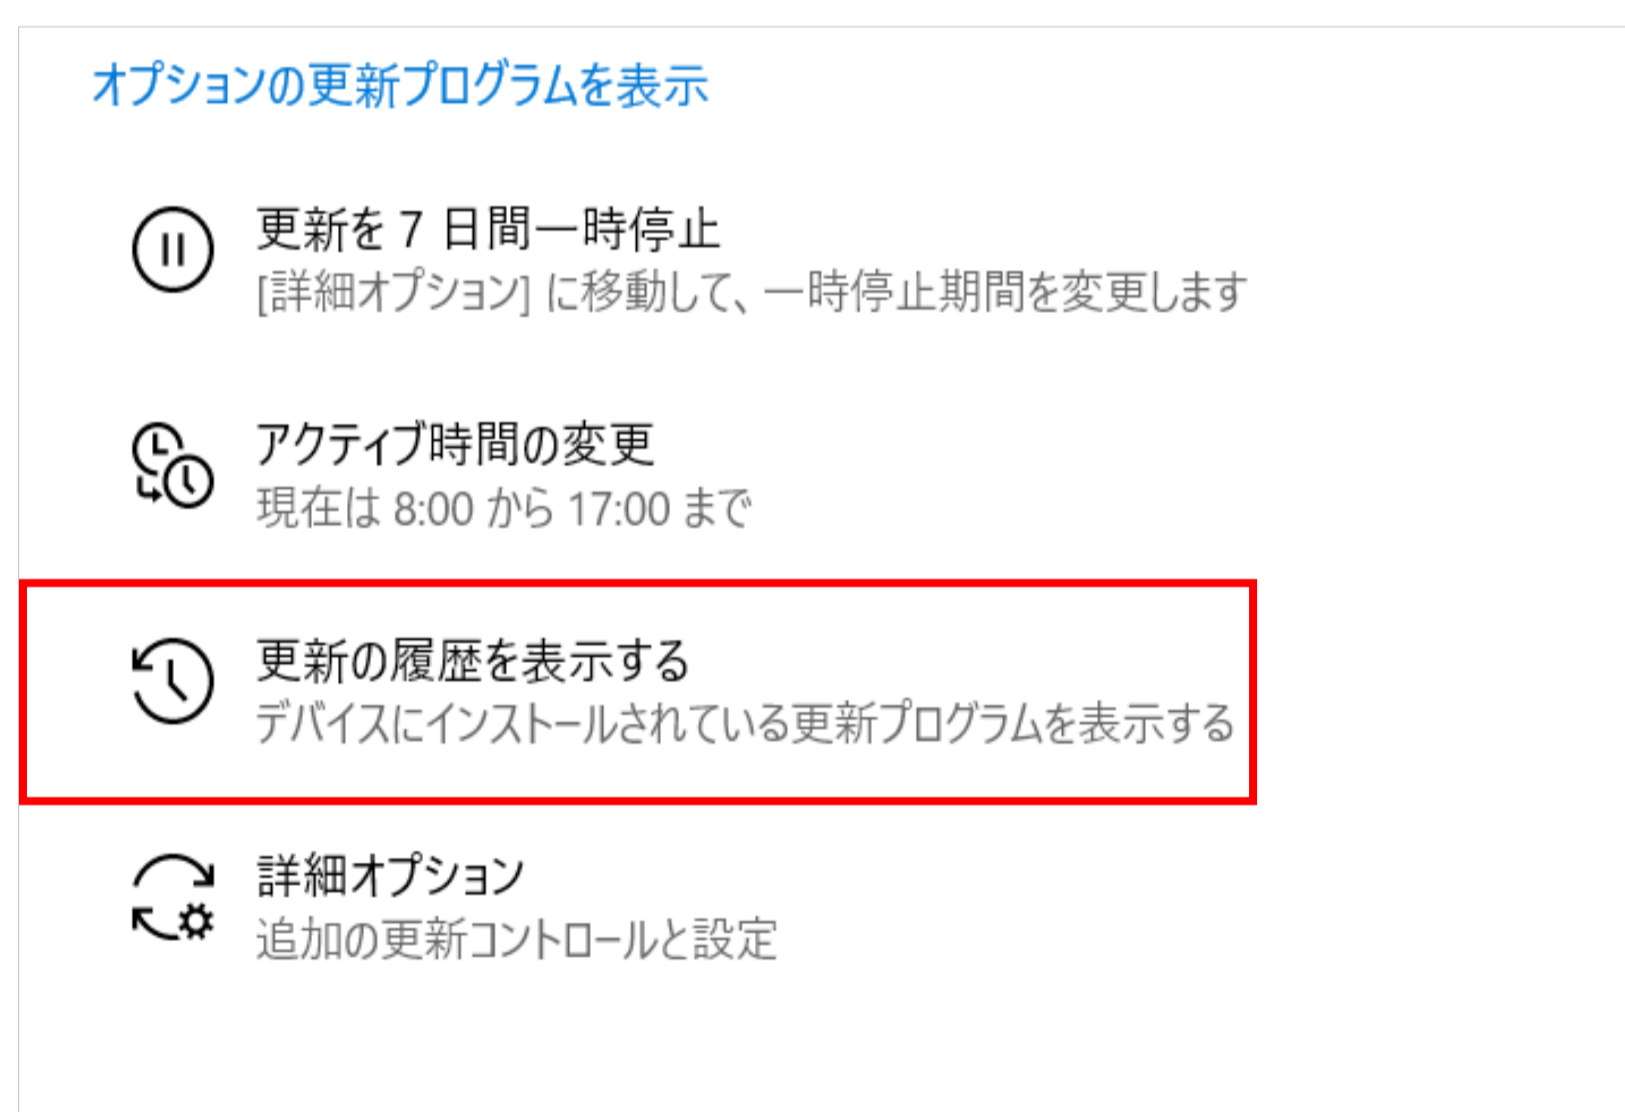 オプションの更新プログラムを表示
更新を 7 日間一時停止
[詳細オプション] に移動して、一時停止期間を変更します
アクティブ時間の変更
現在は 8:00 から 17:00 まで
更新の履歴を表示する
デバイスにインストールされている更新プログラムを表示する
詳細オプション
追加の更新コントロールと設定